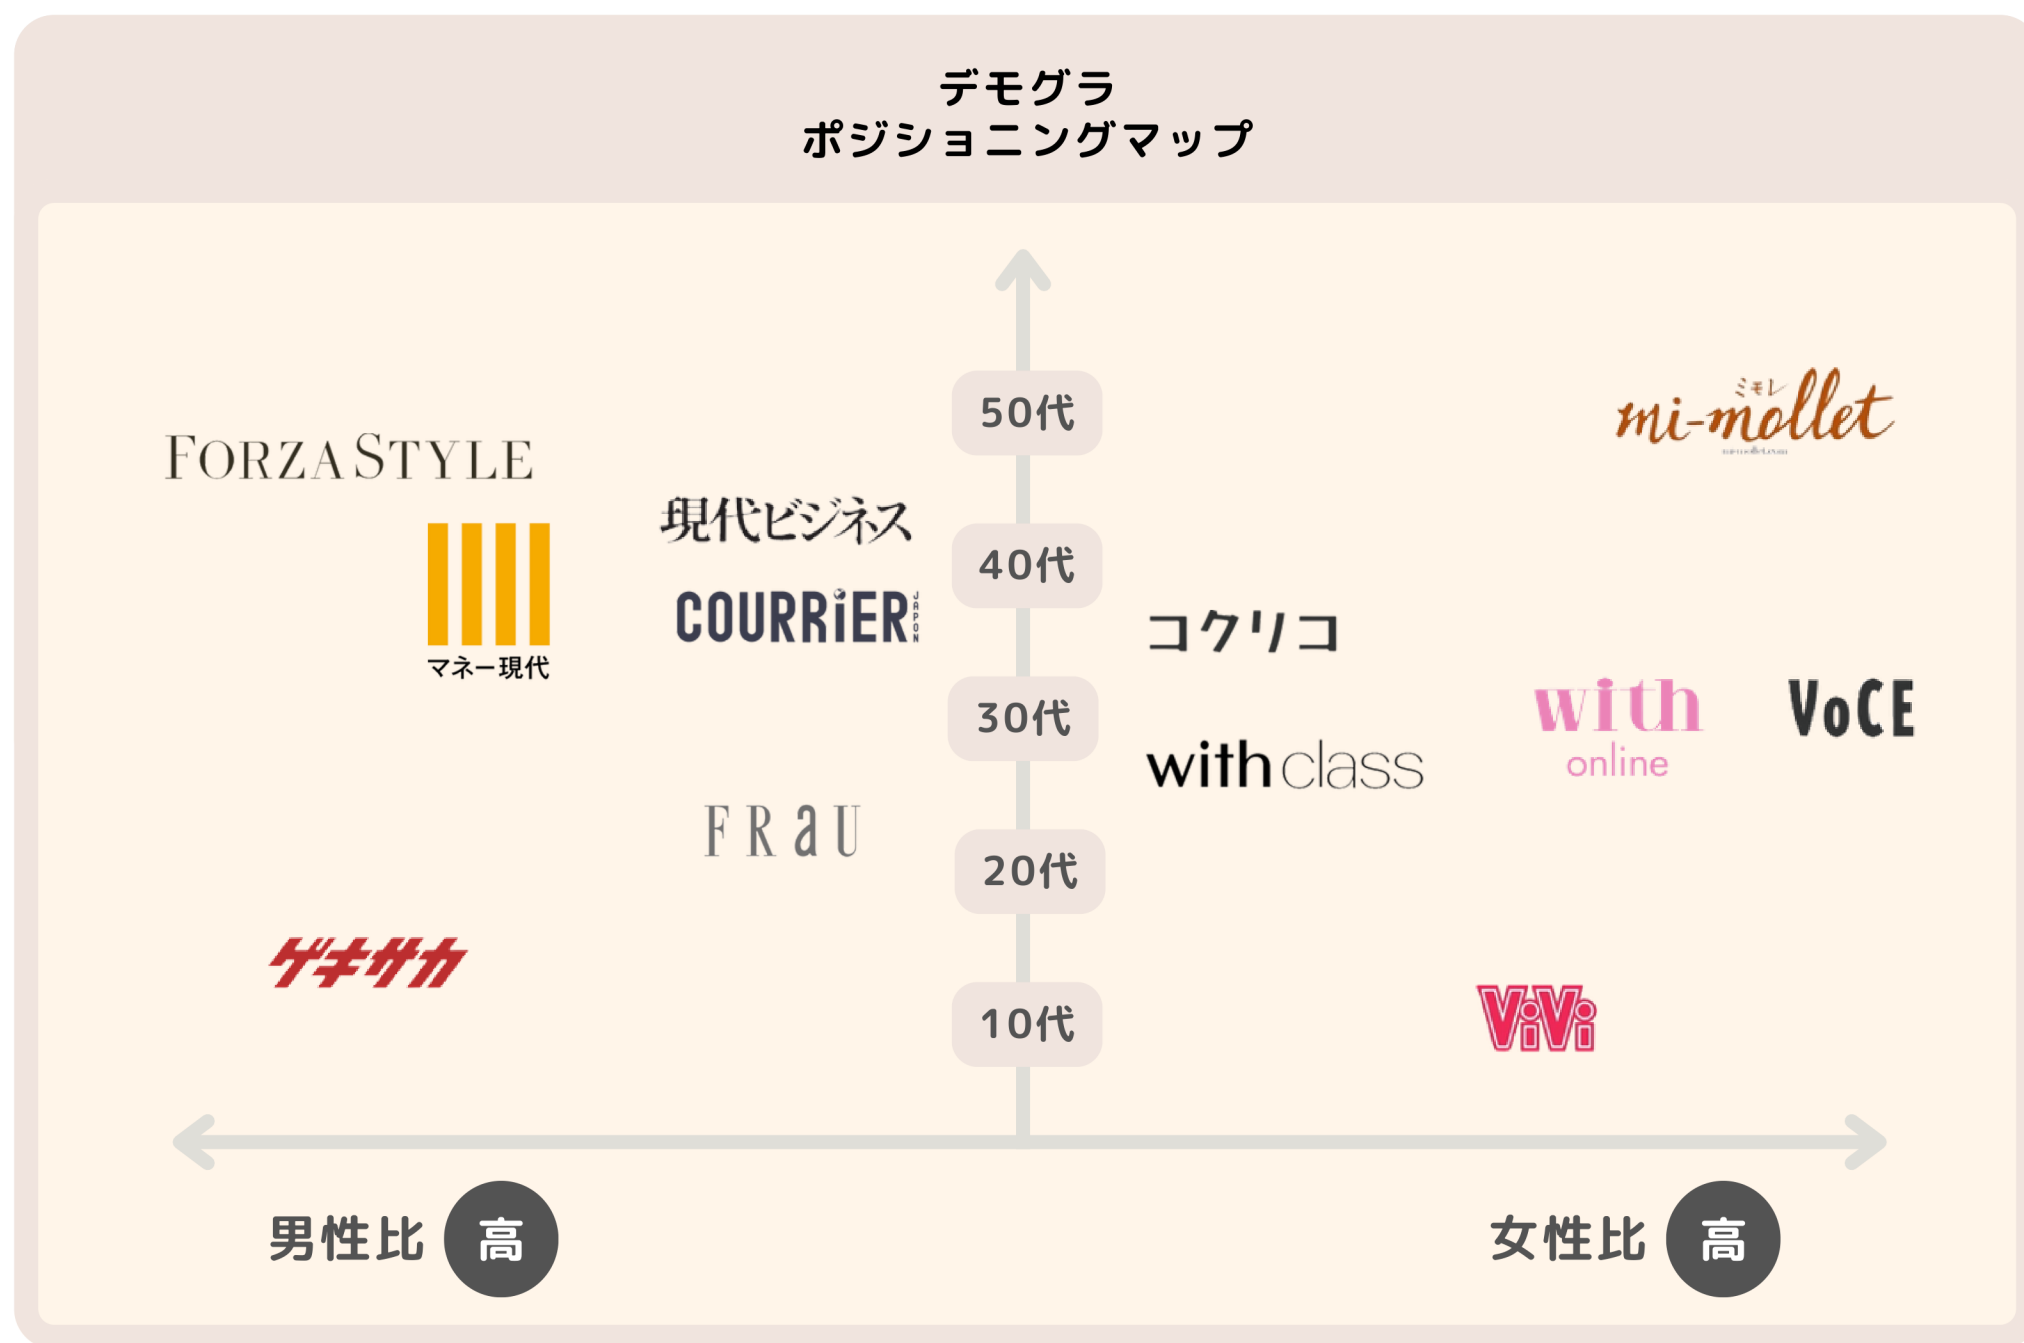 デモグラ
ポジショニングマップ
50代
ミモレ
mi-mollet
FORZA STYLE
現代ビジネス
40代
COURRiER
JAPON
マネー現代
コクリコ
30代
with
online
VoCE
with class
FRaU
20代
ゲキサカ
10代
ViVi
男性比 高
女性比 高